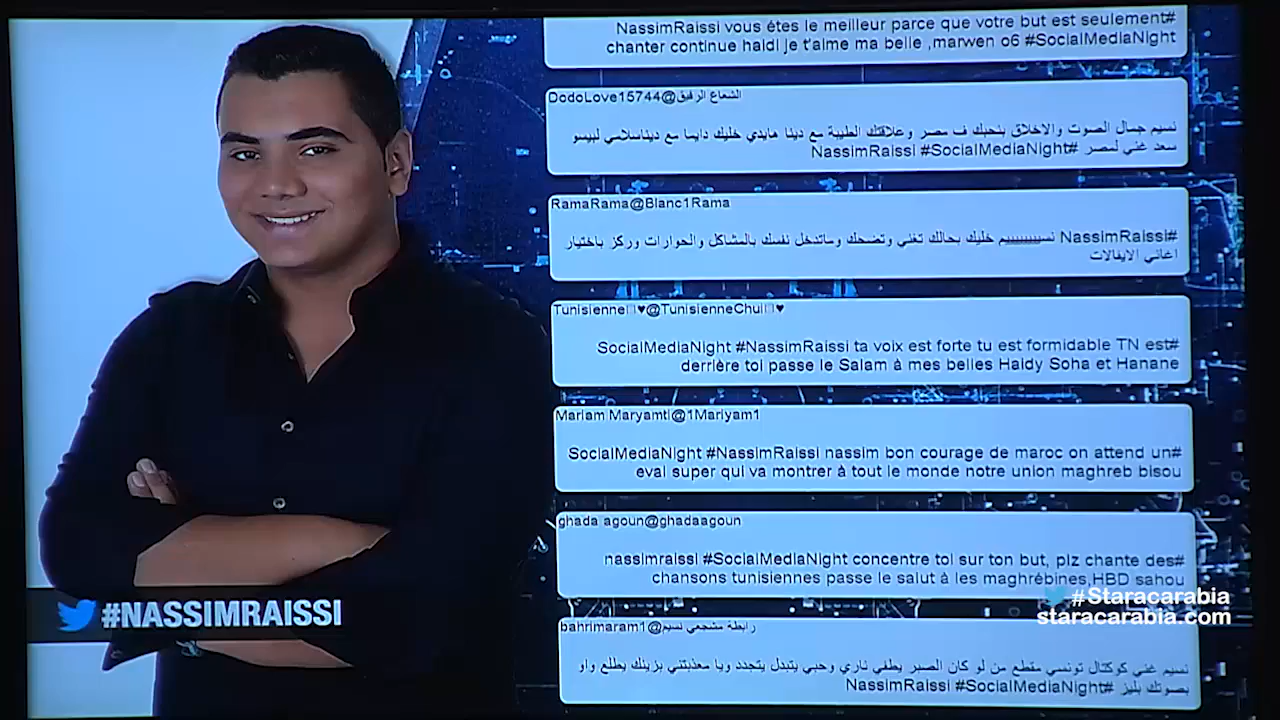 NassimRaissi vous êtes le meilleur parce que votre but est seulement#
chanter continue haidi je t'aime ma belle ,marwen o6 #SocialMediaNight
DodoLove15744@الشعاع الرفيق
نسيم جمال الصوت والاخلاق بنحبك ف مصر وعلاقتك الطيبة مع دينا هايدي خليك دايما مع ديناسلامي لبيسو
سعد غني لمصر #NassimRaissi #SocialMediaNight
RamaRama@Blanc1Rama
#NassimRaissi نسيييييييم خليك بحالك تغني وتضحك وماتدخل نفسك بالمشاكل والحوارات وركز باختيار
اغاني الايفالات
Tunisienne♥@TunisienneChui♥
SocialMediaNight #NassimRaissi ta voix est forte tu est formidable TN est#
derrière toi passe le Salam à mes belles Haidy Soha et Hanane
Mariam Maryamti@1Mariyam1
SocialMediaNight #NassimRaissi nassim bon courage de maroc on attend un#
eval super qui va montrer à tout le monde notre union maghreb bisou
ghada agoun@ghadaagoun
nassimraissi #SocialMediaNight concentre toi sur ton but, plz chante des#
chansons tunisiennes passe le salut à les maghrébines,HBD sahou
bahrimaram1@رابطة مشجعي نسيم
نسيم غني كوكتال تونسي مقطع من لو كان الصبر يطفي ناري وحبي يتبدل يتجدد ويا معذبتني بزينك يطلع واو
بصوتك بليز #NassimRaissi #SocialMediaNight
#NASSIMRAISSI
#Staracarabia
staracarabia.com